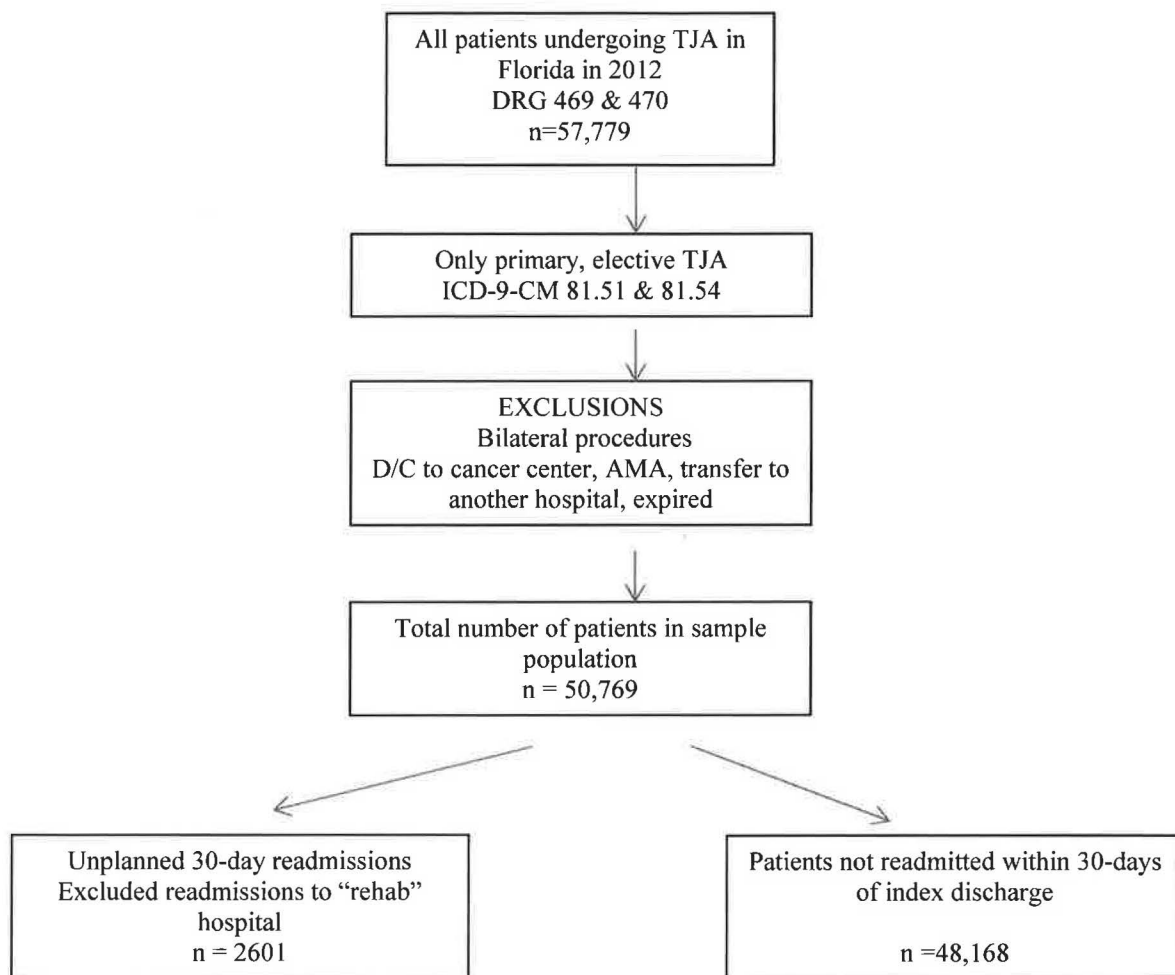 All patients undergoing TJA in
Florida in 2012
DRG 469 & 470
n=57,779
Only primary, elective TJA
ICD-9-CM 81.51 & 81.54
EXCLUSIONS
Bilateral procedures
D/C to cancer center, AMA, transfer to
another hospital, expired
Total number of patients in sample
population
n = 50,769
Unplanned 30-day readmissions
Excluded readmissions to “rehab”
hospital
n = 2601
Patients not readmitted within 30-days
of index discharge
n =48,168